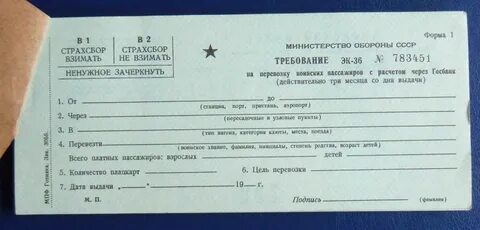 Форма 1
В 1
СТРАХСБОР
ВЗИМАТЬ
В 2
СТРАХСБОР
НЕ ВЗИМАТЬ
НЕНУЖНОЕ ЗАЧЕРКНУТЬ
МИНИСТЕРСТВО ОБОРОНЫ СССР
ТРЕБОВАНИЕ ЭК-36 № 783451
на перевозку воинских пассажиров с расчетом через Госбанк
(действительно три месяца со дня выдачи)
1. От до
(станция, порт, пристань, аэропорт)
2. Через
(пересадочные и узловые пункты)
3. В
(тип вагона, категория каюты, места, поезда)
4. Перевезти
(воинское звание, фамилия, инициалы, степень родства, возраст детей)
Всего платных пассажиров: взрослых детей
5. Количество плацкарт 6. Цель перевозки
7. Дата выдачи „ “ 19 г.
М. П. Подпись (фамилия)
МПФ Гознака. Зак.